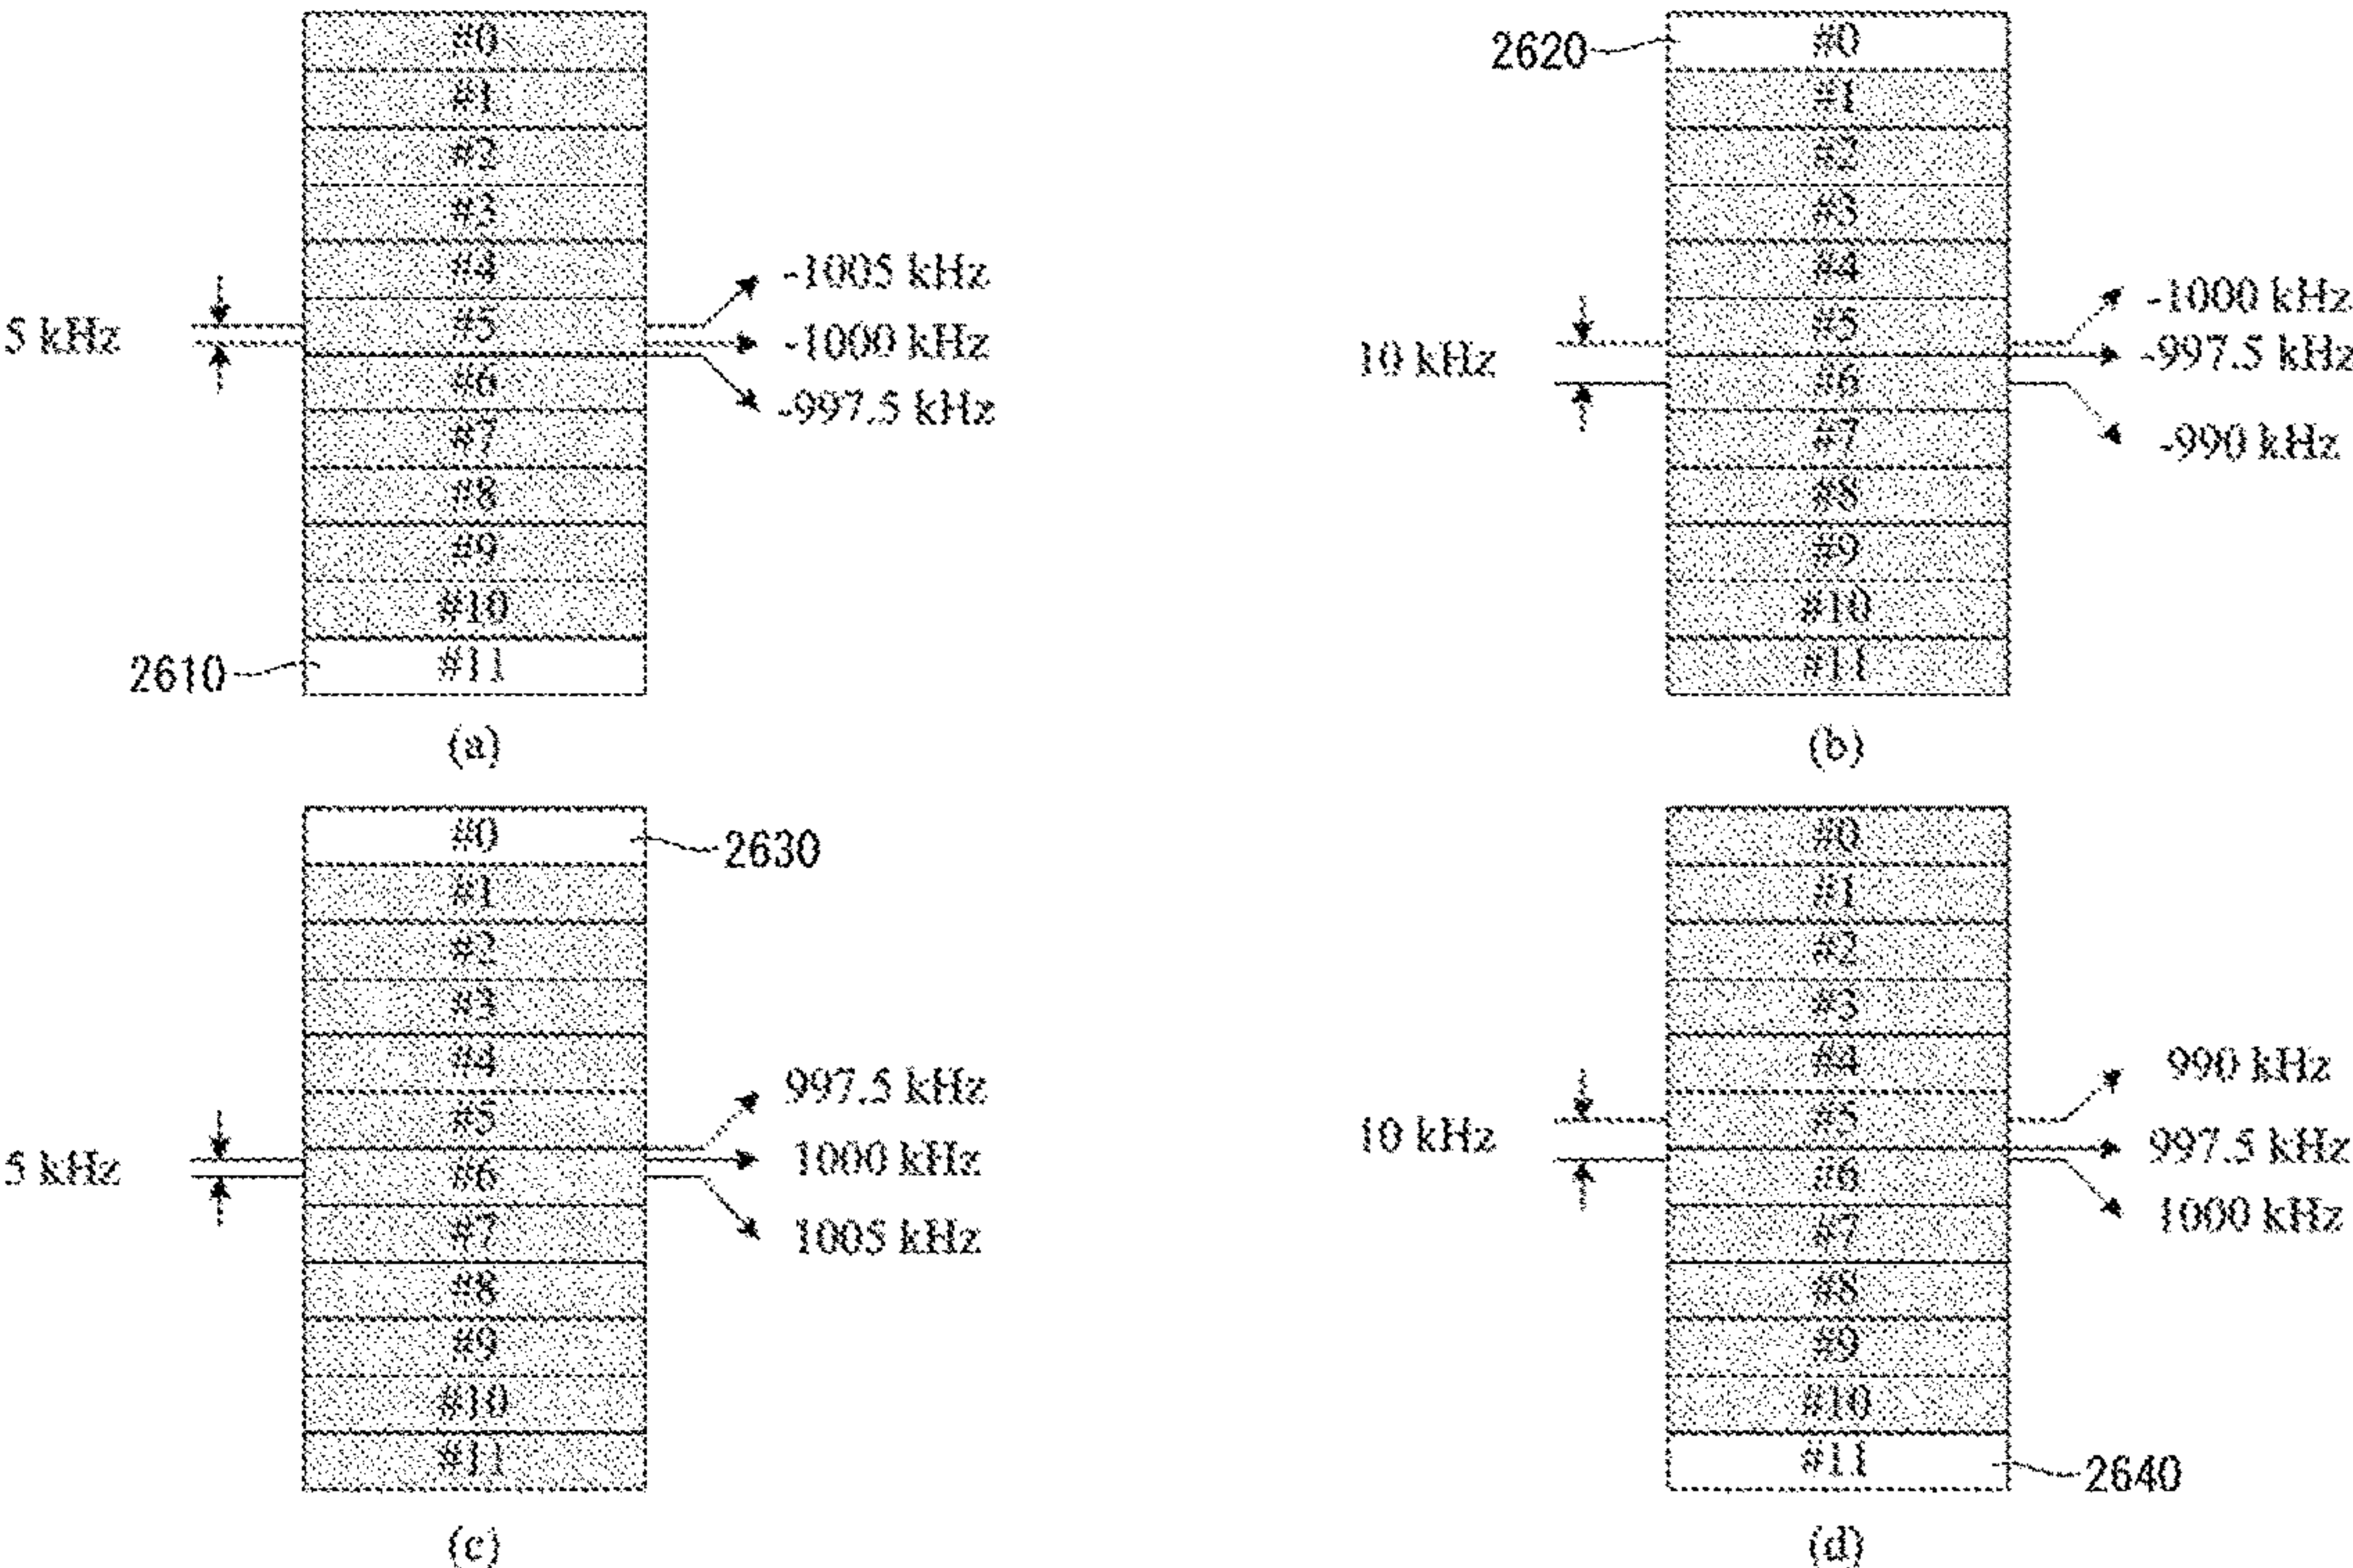 #0
#1
#2
#3
#4
#5
#6
#7
#8
#9
#10
#11
5 kHz
-1005 kHz
-1000 kHz
-997.5 kHz
2610
(a)
2620
#0
#1
#2
#3
#4
#5
#6
#7
#8
#9
#10
#11
10 kHz
-1000 kHz
-997.5 kHz
-990 kHz
(b)
#0
#1
#2
#3
#4
#5
#6
#7
#8
#9
#10
#11
2630
5 kHz
997.5 kHz
1000 kHz
1005 kHz
(c)
#0
#1
#2
#3
#4
#5
#6
#7
#8
#9
#10
#11
10 kHz
990 kHz
997.5 kHz
1000 kHz
2640
(d)